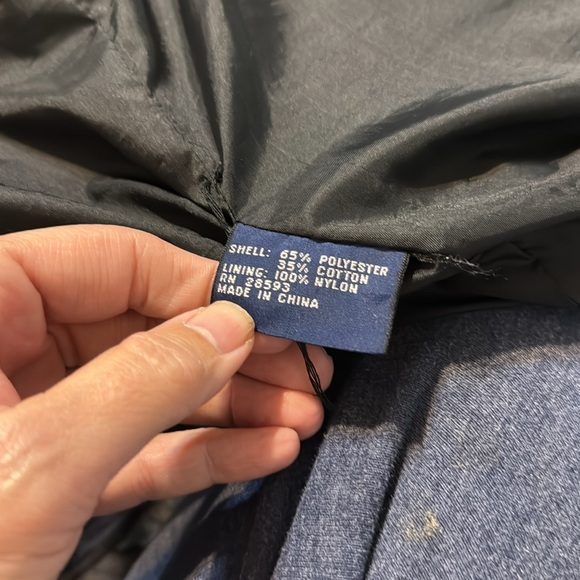 SHELL: 65% POLYESTER
35% COTTON
LINING: 100% NYLON
RN 28593
MADE IN CHINA